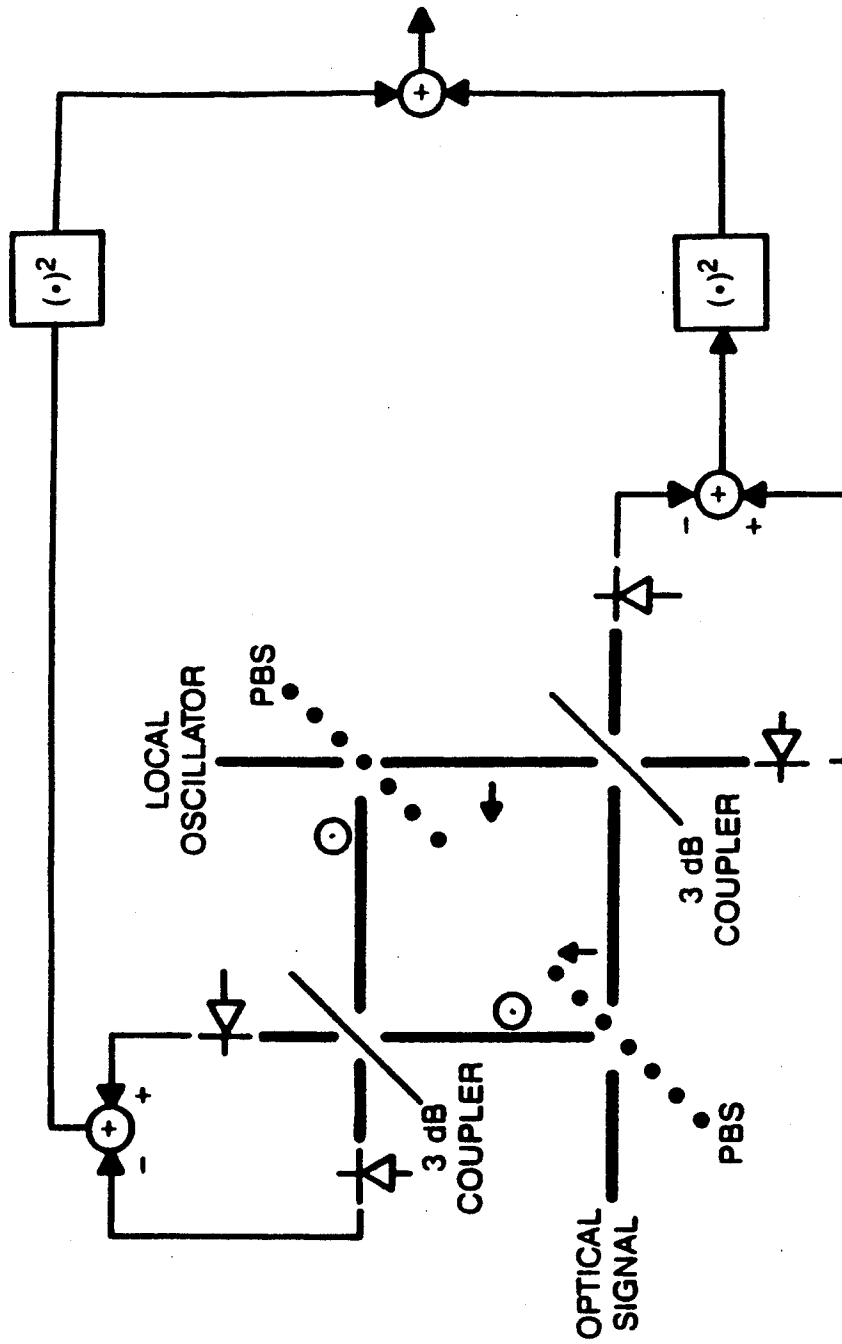 (•)²
+
(•)²
+
-
+
LOCAL
OSCILLATOR
PBS
-
+
+
3 dB
COUPLER
3 dB
COUPLER
PBS
OPTICAL
SIGNAL